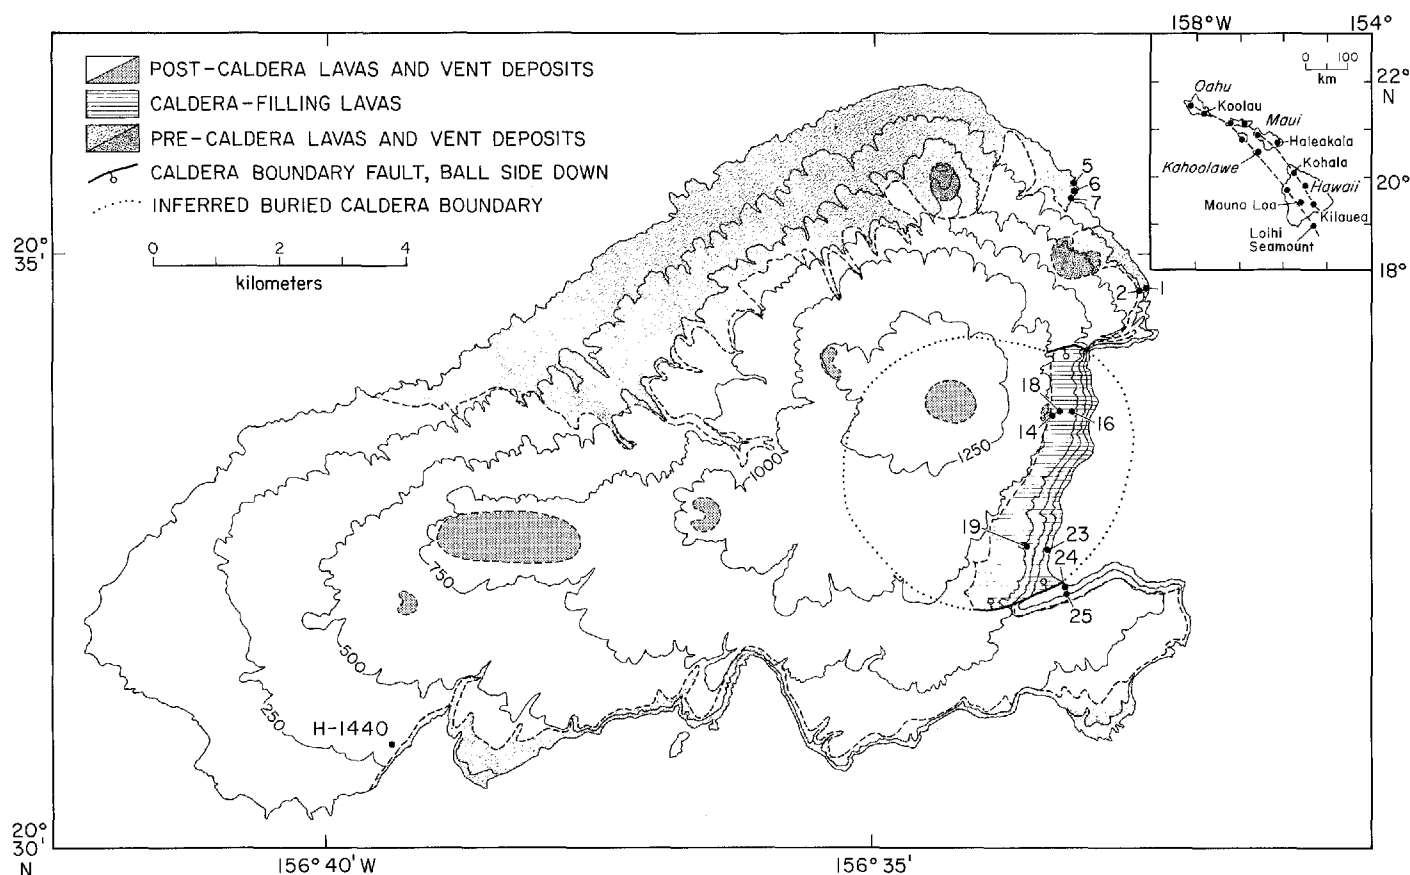 POST-CALDERA LAVAS AND VENT DEPOSITS
CALDERA-FILLING LAVAS
PRE-CALDERA LAVAS AND VENT DEPOSITS
CALDERA BOUNDARY FAULT, BALL SIDE DOWN
INFERRED BURIED CALDERA BOUNDARY
0 2 4
kilometers
158°W 154°
0 100
km
22°
N
20°
18°
Oahu
Koolau
Maui
Haleakala
Kahoolawe
Kohala
Hawaii
Mauna Loa
Kilauea
Loihi
Seamount
5
6
7
2 1
18
14 16
1250
1000
19 23
24
25
750
500
250
H-1440
20°
35'
20°
30'
N
156° 40' W 156° 35'